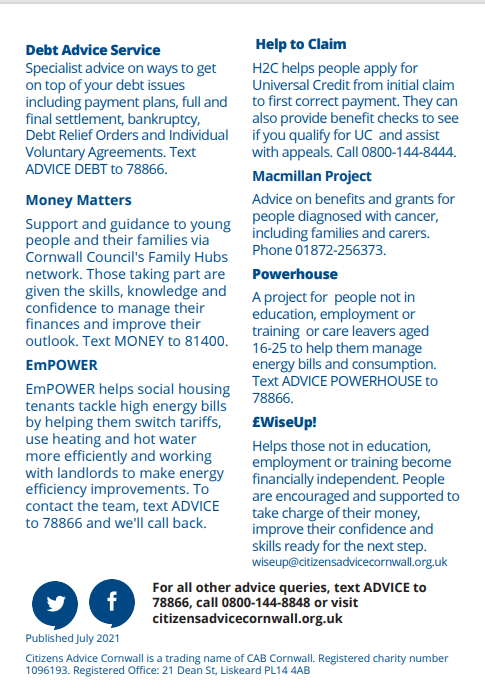 Debt Advice Service
Specialist advice on ways to get
on top of your debt issues
including payment plans, full and
final settlement, bankruptcy,
Debt Relief Orders and Individual
Voluntary Agreements. Text
ADVICE DEBT to 78866.
Money Matters
Support and guidance to young
people and their families via
Cornwall Council's Family Hubs
network. Those taking part are
given the skills, knowledge and
confidence to manage their
finances and improve their
outlook. Text MONEY to 81400.
EmPOWER
EmPOWER helps social housing
tenants tackle high energy bills
by helping them switch tariffs,
use heating and hot water
more efficiently and working
with landlords to make energy
efficiency improvements. To
contact the team, text ADVICE
to 78866 and we'll call back.
Help to Claim
H2C helps people apply for
Universal Credit from initial claim
to first correct payment. They can
also provide benefit checks to see
if you qualify for UC and assist
with appeals. Call 0800-144-8444.
Macmillan Project
Advice on benefits and grants for
people diagnosed with cancer,
including families and carers.
Phone 01872-256373.
Powerhouse
A project for people not in
education, employment or
training or care leavers aged
16-25 to help them manage
energy bills and consumption.
Text ADVICE POWERHOUSE to
78866.
£WiseUp!
Helps those not in education,
employment or training become
financially independent. People
are encouraged and supported to
take charge of their money,
improve their confidence and
skills ready for the next step.
wiseup@citizensadvicecornwall.org.uk
For all other advice queries, text ADVICE to
78866, call 0800-144-8848 or visit
citizensadvicecornwall.org.uk
Published July 2021
Citizens Advice Cornwall is a trading name of CAB Cornwall. Registered charity number
1096193. Registered Office: 21 Dean St, Liskeard PL14 4AB